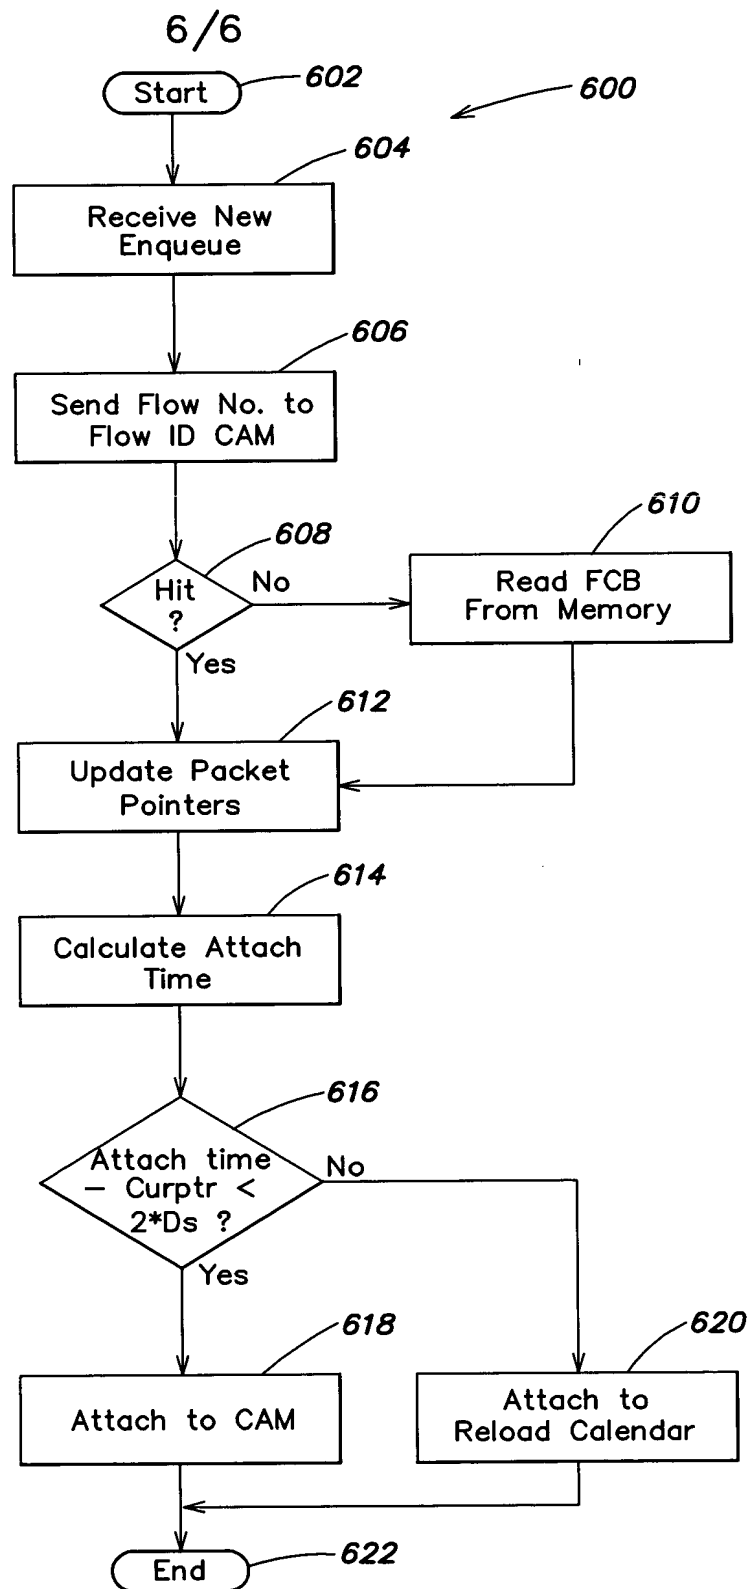 6/6
Start
602
600
604
Receive New
Enqueue
606
Send Flow No. to
Flow ID CAM
608
Hit
?
No
Yes
610
Read FCB
From Memory
612
Update Packet
Pointers
614
Calculate Attach
Time
616
Attach time
– Curptr <
2*Ds ?
No
Yes
618
Attach to CAM
620
Attach to
Reload Calendar
End
622